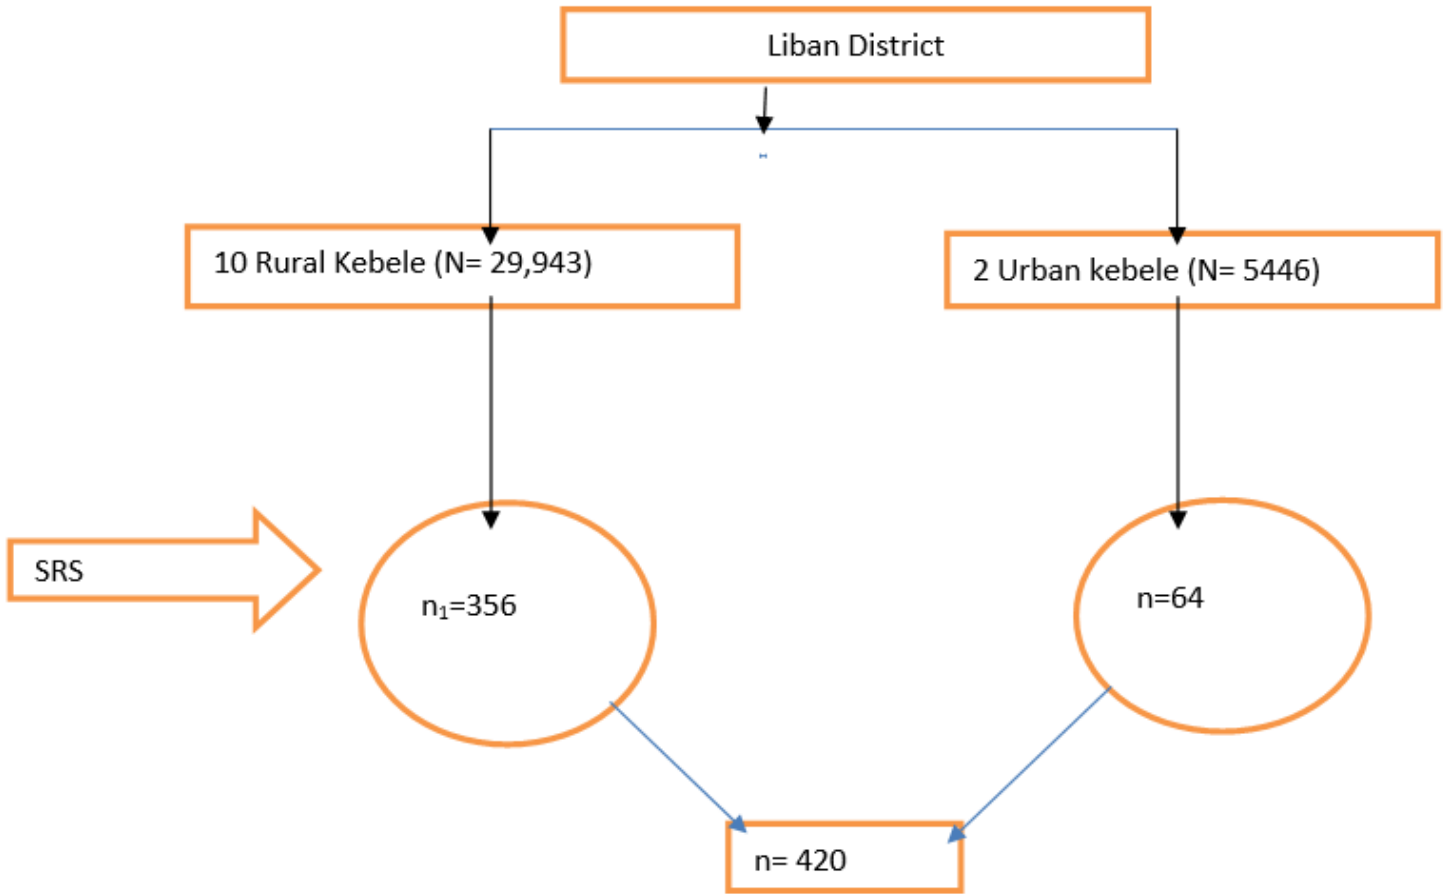 Liban District
10 Rural Kebele (N= 29,943)
2 Urban kebele (N= 5446)
SRS
n₁=356
n=64
n= 420